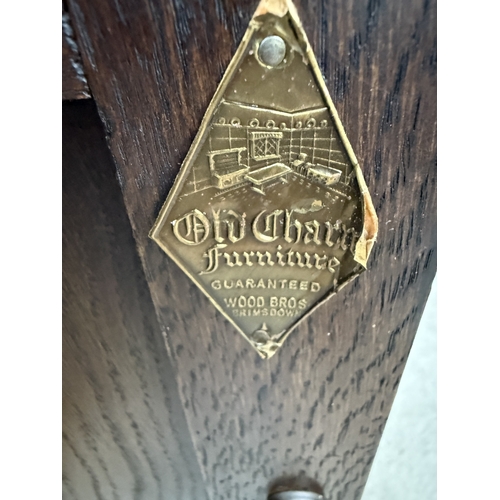 Old Charm
Furniture
GUARANTEED
WOOD BROS
BRIMSDOWN